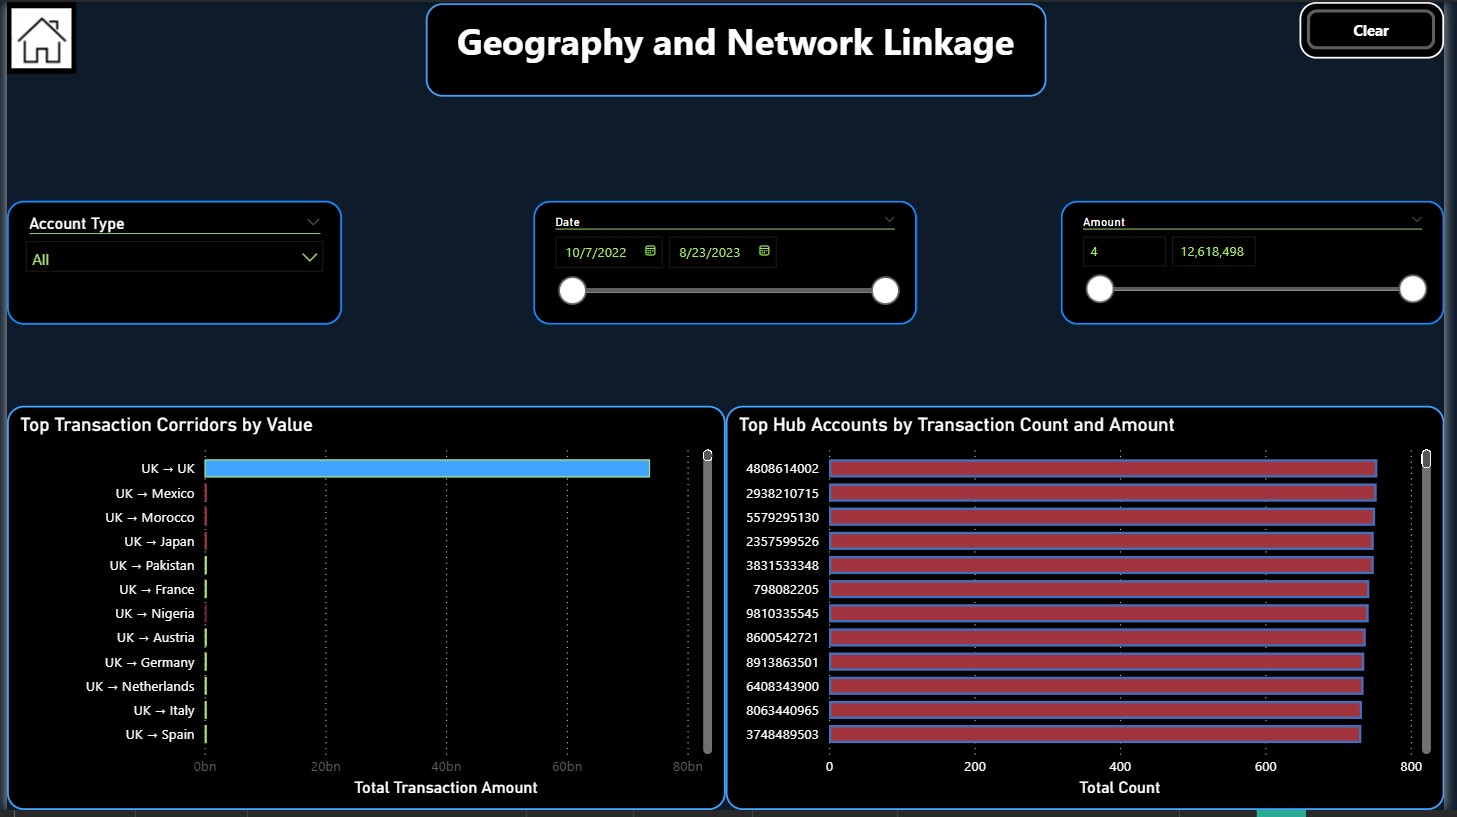 Geography and Network Linkage
Clear
Account Type
All
Date
10/7/2022
8/23/2023
Amount
4
12,618,498
Top Transaction Corridors by Value
UK → UK
UK → Mexico
UK → Morocco
UK → Japan
UK → Pakistan
UK → France
UK → Nigeria
UK → Austria
UK → Germany
UK → Netherlands
UK → Italy
UK → Spain
0bn 20bn 40bn 60bn 80bn
Total Transaction Amount
Top Hub Accounts by Transaction Count and Amount
4808614002
2938210715
5579295130
2357599526
3831533348
798082205
9810335545
8600542721
8913863501
6408343900
8063440965
3748489503
0 200 400 600 800
Total Count